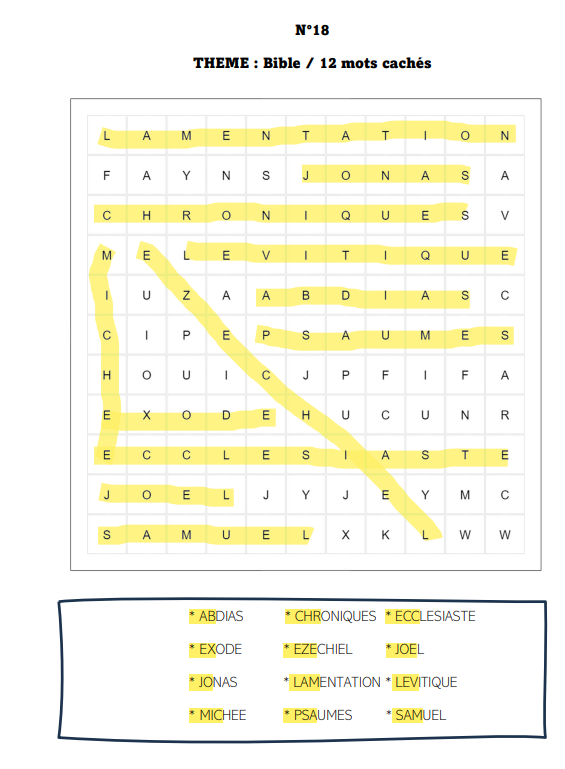 N°18
THEME : Bible / 12 mots cachés
L A M E N T A T I O N
F A Y N S J O N A S A
C H R O N I Q U E S V
M E L E V I T I Q U E
I U Z A A B D I A S C
C I P E P S A U M E S
H O U I C J P F I F A
E X O D E H U C U N R
E C C L E S I A S T E
J O E L J Y J E Y M C
S A M U E L X K L W W
* ABDIAS * CHRONIQUES * ECCLESIASTE
* EXODE * EZECHIEL * JOEL
* JONAS * LAMENTATION * LEVITIQUE
* MICHEE * PSAUMES * SAMUEL